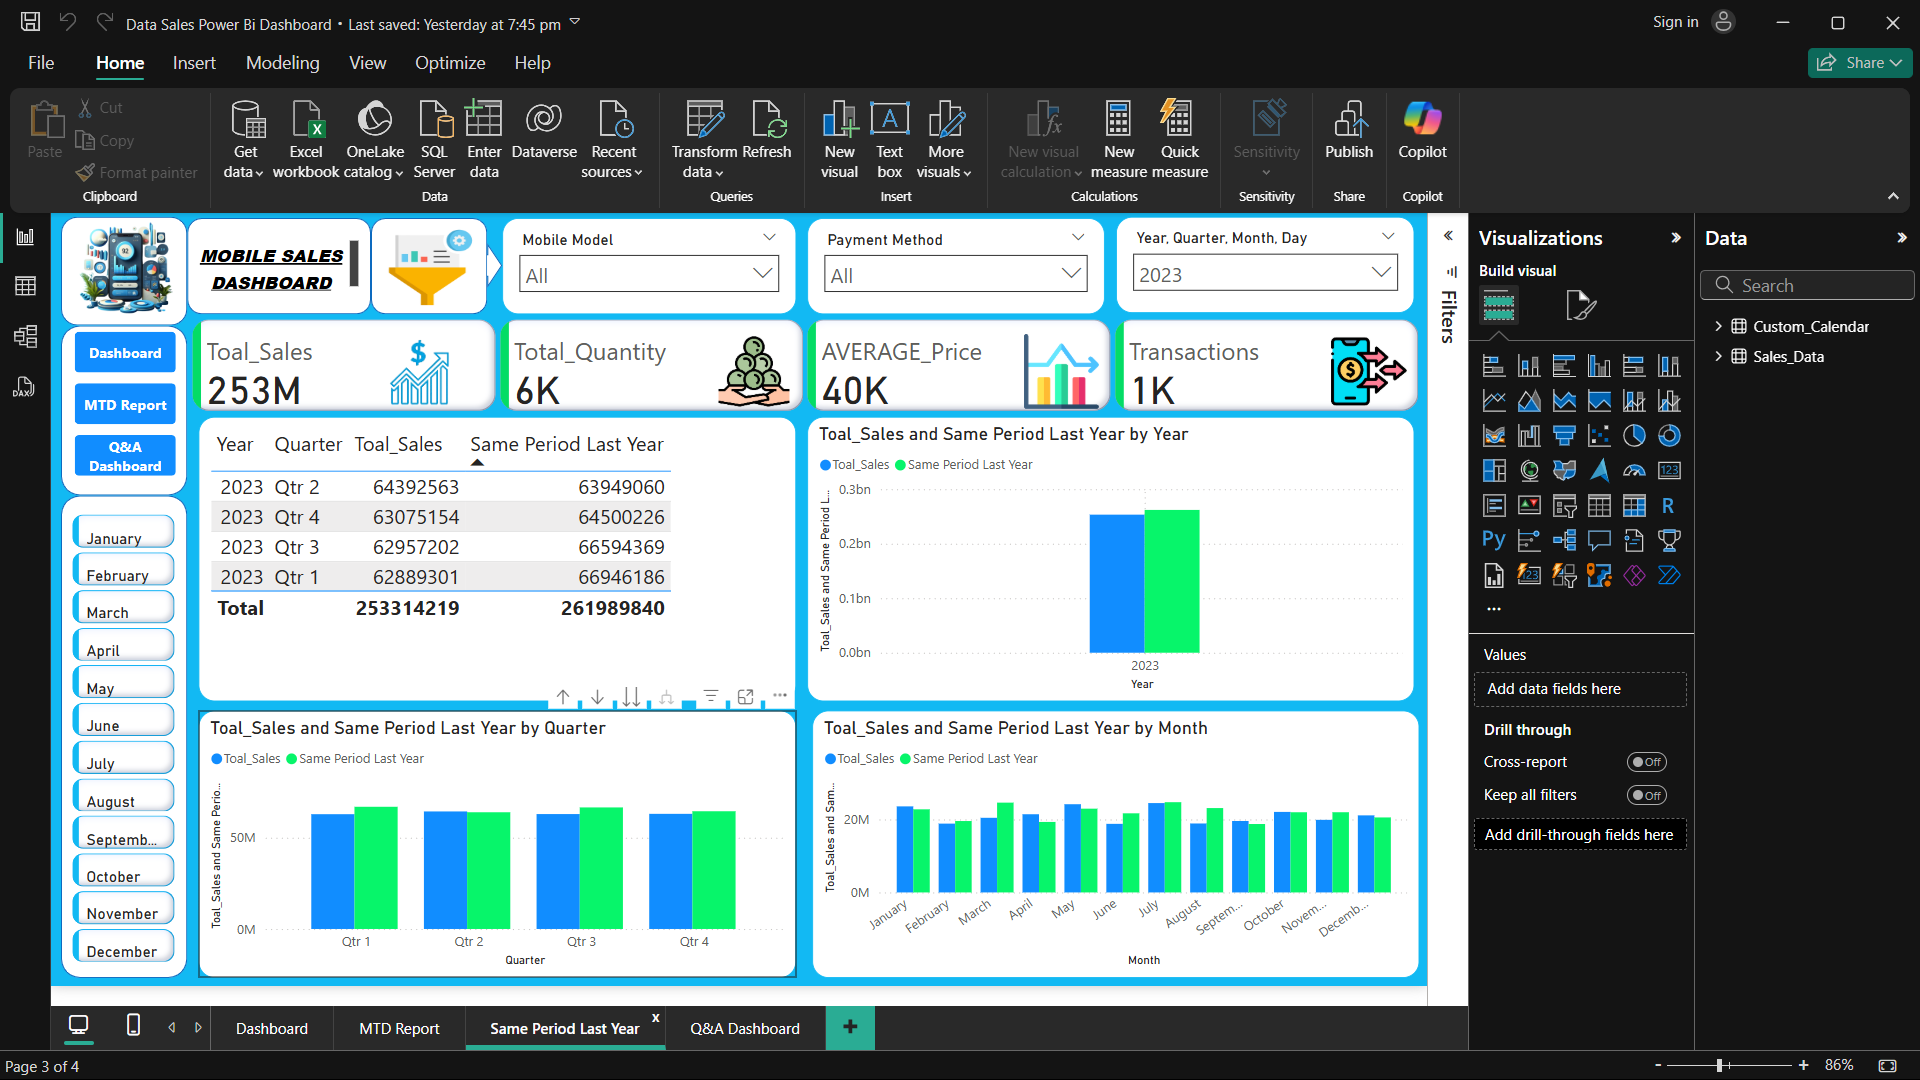 Data Sales Power Bi Dashboard • Last saved: Yesterday at 7:45 pm
Sign in
File Home Insert Modeling View Optimize Help
Share
Paste
Cut
Copy
Format painter
Clipboard
Get data
Excel workbook
OneLake catalog
SQL Server
Enter data
Dataverse
Recent sources
Data
Transform data
Refresh
Queries
New visual
Text box
More visuals
Insert
New visual calculation
New measure
Quick measure
Calculations
Sensitivity
Sensitivity
Publish
Share
Copilot
Copilot
MOBILE SALES
DASHBOARD
Mobile Model
All
Payment Method
All
Year, Quarter, Month, Day
2023
Dashboard
MTD Report
Q&A
Dashboard
Toal_Sales
253M
Total_Quantity
6K
AVERAGE_Price
40K
Transactions
1K
January
February
March
April
May
June
July
August
Septemb...
October
November
December
Year Quarter Toal_Sales Same Period Last Year
2023 Qtr 2 64392563 63949060
2023 Qtr 4 63075154 64500226
2023 Qtr 3 62957202 66594369
2023 Qtr 1 62889301 66946186
Total 253314219 261989840
Toal_Sales and Same Period Last Year by Year
Toal_Sales Same Period Last Year
Toal_Sales and Same Period L...
0.3bn
0.2bn
0.1bn
0.0bn
2023
Year
Toal_Sales and Same Period Last Year by Quarter
Toal_Sales Same Period Last Year
Toal_Sales and Same Perio...
50M
0M
Qtr 1 Qtr 2 Qtr 3 Qtr 4
Quarter
Toal_Sales and Same Period Last Year by Month
Toal_Sales Same Period Last Year
Toal_Sales and Sam...
20M
0M
January February March April May June July August Septem... October Novem... Decemb...
Month
Filters
Visualizations
Build visual
123
R
Py
123
Values
Add data fields here
Drill through
Cross-report Off
Keep all filters Off
Add drill-through fields here
Data
Search
Custom_Calendar
Sales_Data
DAX
Dashboard MTD Report Same Period Last Year x Q&A Dashboard +
Page 3 of 4
- + 86%